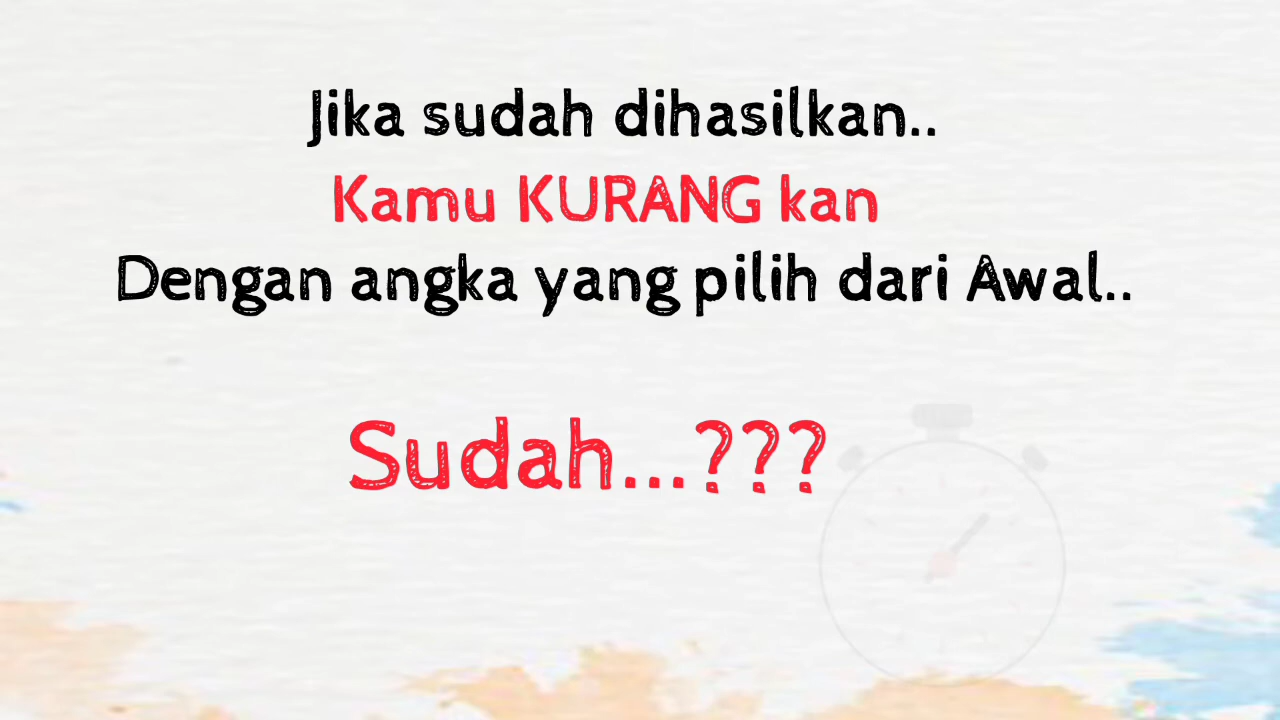 Jika sudah dihasilkan..
Kamu KURANG kan
Dengan angka yang pilih dari Awal..
Sudah...???